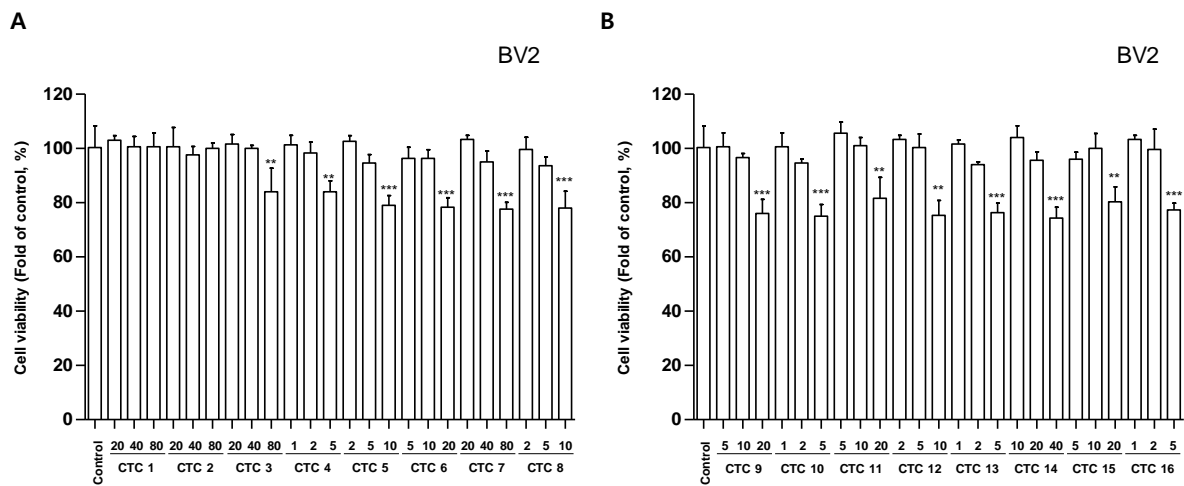 A
BV2
Cell viability (Fold of control, %)
120
100
80
60
40
20
0
** ** *** *** *** ***
Control 20 40 80 20 40 80 20 40 80 1 2 5 2 5 10 5 10 20 20 40 80 2 5 10
CTC 1 CTC 2 CTC 3 CTC 4 CTC 5 CTC 6 CTC 7 CTC 8
B
BV2
Cell viability (Fold of control, %)
120
100
80
60
40
20
0
*** *** ** ** *** *** ** ***
Control 5 10 20 1 2 5 5 10 20 2 5 10 1 2 5 10 20 40 5 10 20 1 2 5
CTC 9 CTC 10 CTC 11 CTC 12 CTC 13 CTC 14 CTC 15 CTC 16